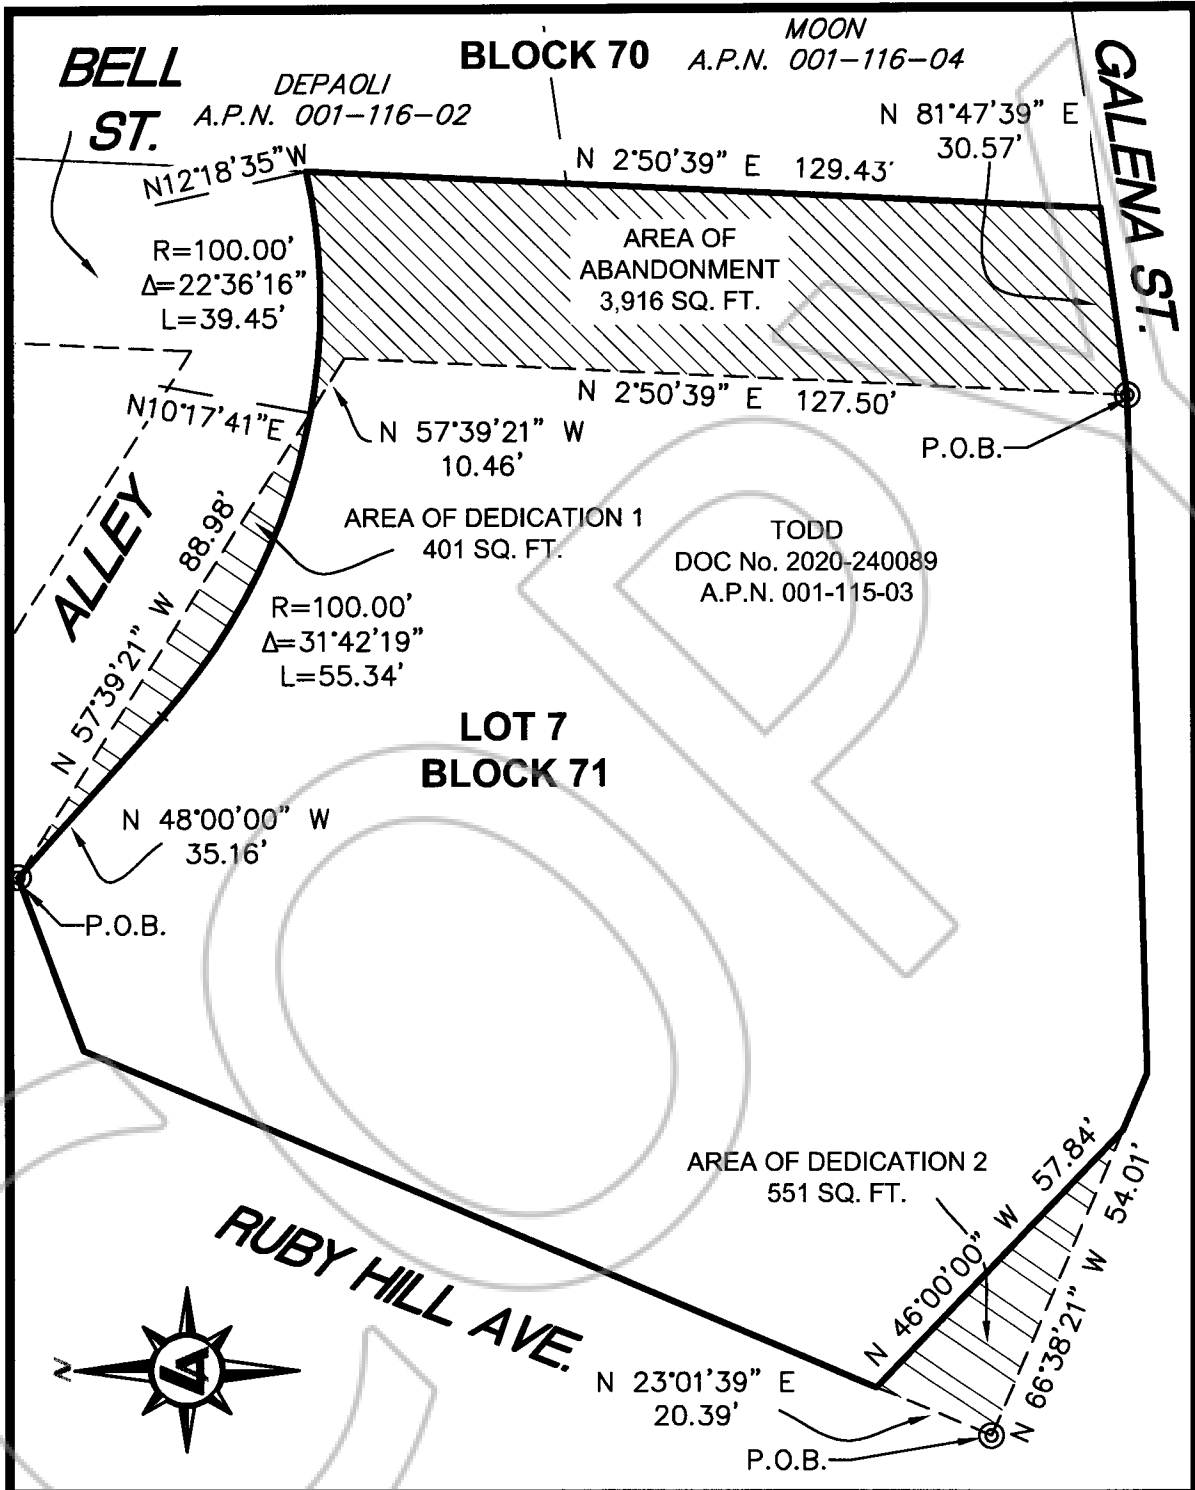 BELL
ST.
DEPAOLI
A.P.N. 001-116-02
BLOCK 70
MOON
A.P.N. 001-116-04
GALENA ST.
N 81°47'39" E
30.57'
N12°18'35"W
N 2°50'39" E 129.43'
R=100.00'
Δ=22°36'16"
L=39.45'
AREA OF
ABANDONMENT
3,916 SQ. FT.
N 2°50'39" E 127.50'
N10°17'41"E
N 57°39'21" W
10.46'
P.O.B.
ALLEY
N 57°39'21" W 88.98'
AREA OF DEDICATION 1
401 SQ. FT.
TODD
DOC No. 2020-240089
A.P.N. 001-115-03
R=100.00'
Δ=31°42'19"
L=55.34'
LOT 7
BLOCK 71
N 48°00'00" W
35.16'
P.O.B.
AREA OF DEDICATION 2
551 SQ. FT.
N 46°00'00" W 57.84'
N 66°38'21" W 54.01'
RUBY HILL AVE.
N 23°01'39" E
20.39'
P.O.B.
N
LA
COPY